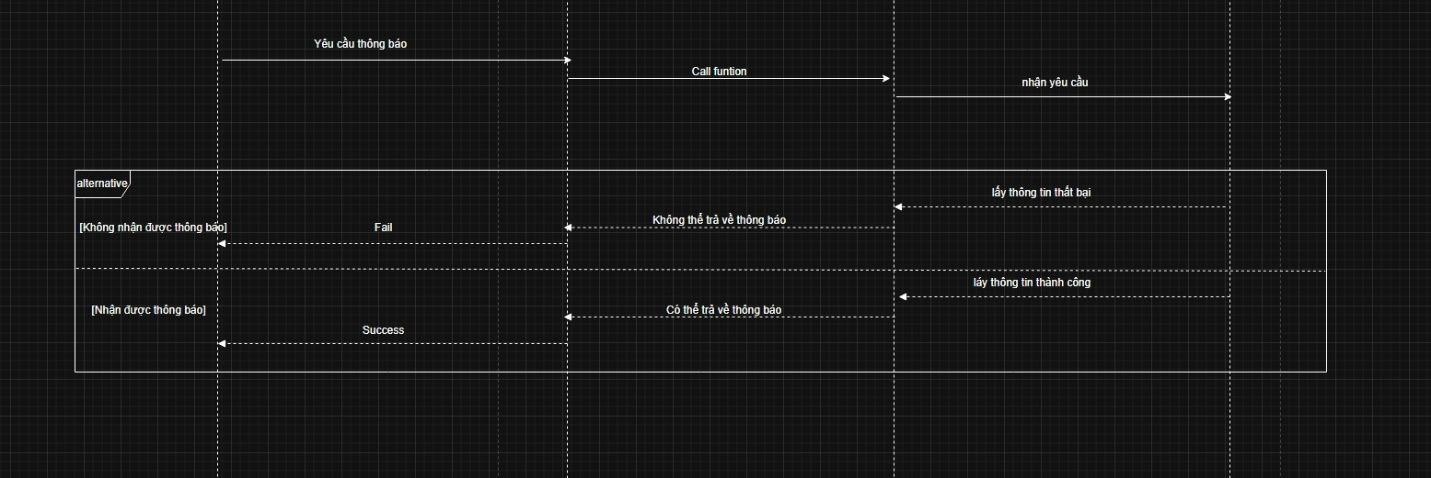 Yêu cầu thông báo
Call funtion
nhận yêu cầu
alternative
lấy thông tin thất bại
Không thể trả về thông báo
[Không nhận được thông báo]
Fail
láy thông tin thành công
[Nhận được thông báo]
Có thể trả về thông báo
Success